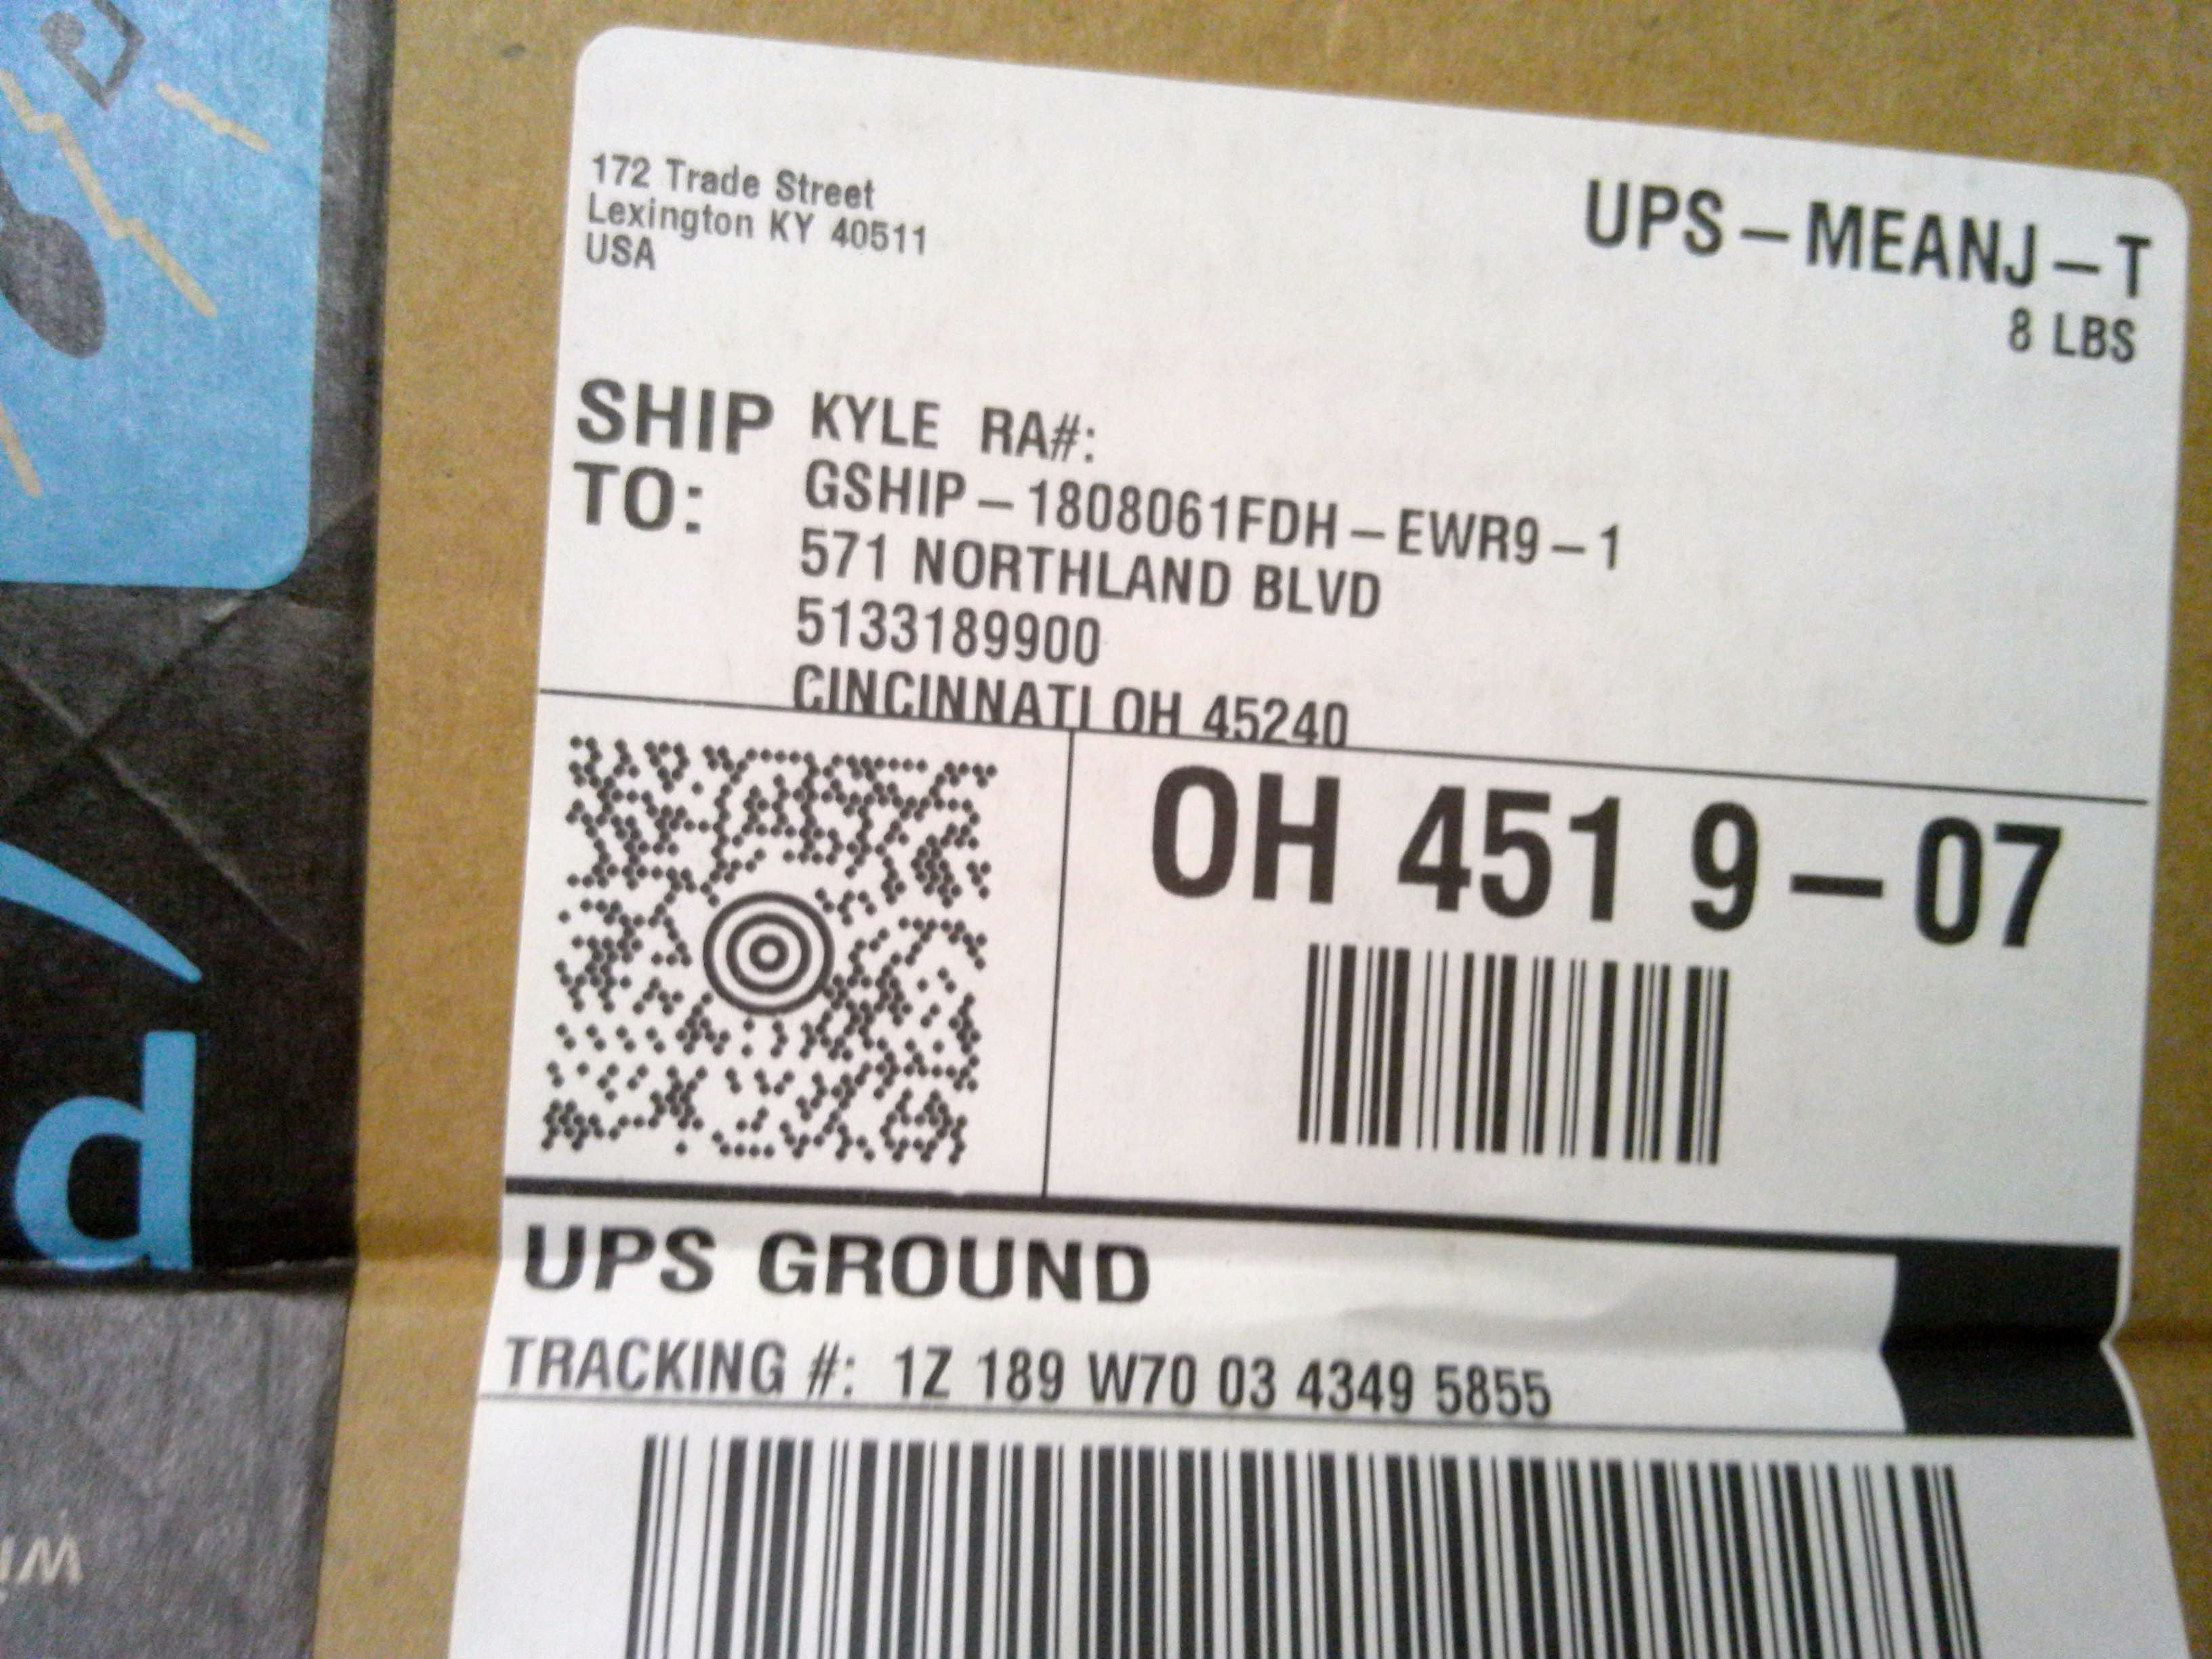 172 Trade Street
Lexington KY 40511
USA
UPS – MEANJ – T
8 LBS
SHIP TO:
KYLE RA#:
GSHIP – 1808061FDH – EWR9 – 1
571 NORTHLAND BLVD
5133189900
CINCINNATI OH 45240
OH 451 9 – 07
UPS GROUND
TRACKING #: 1Z 189 W70 03 4349 5855
d